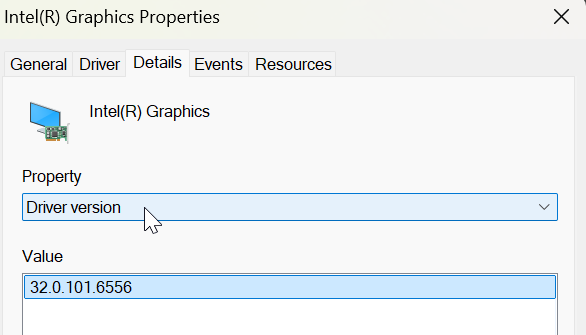 Intel(R) Graphics Properties
General Driver Details Events Resources
Intel(R) Graphics
Property
Driver version
Value
32.0.101.6556